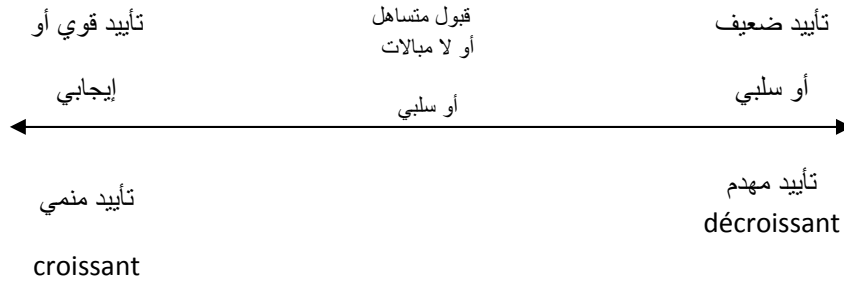 تأييد ضعيف
أو سلبي
قبول متساهل
أو لا مبالات
أو سلبي
تأييد قوي أو
إيجابي
تأييد مهدم
décroissant
تأييد منمي
croissant